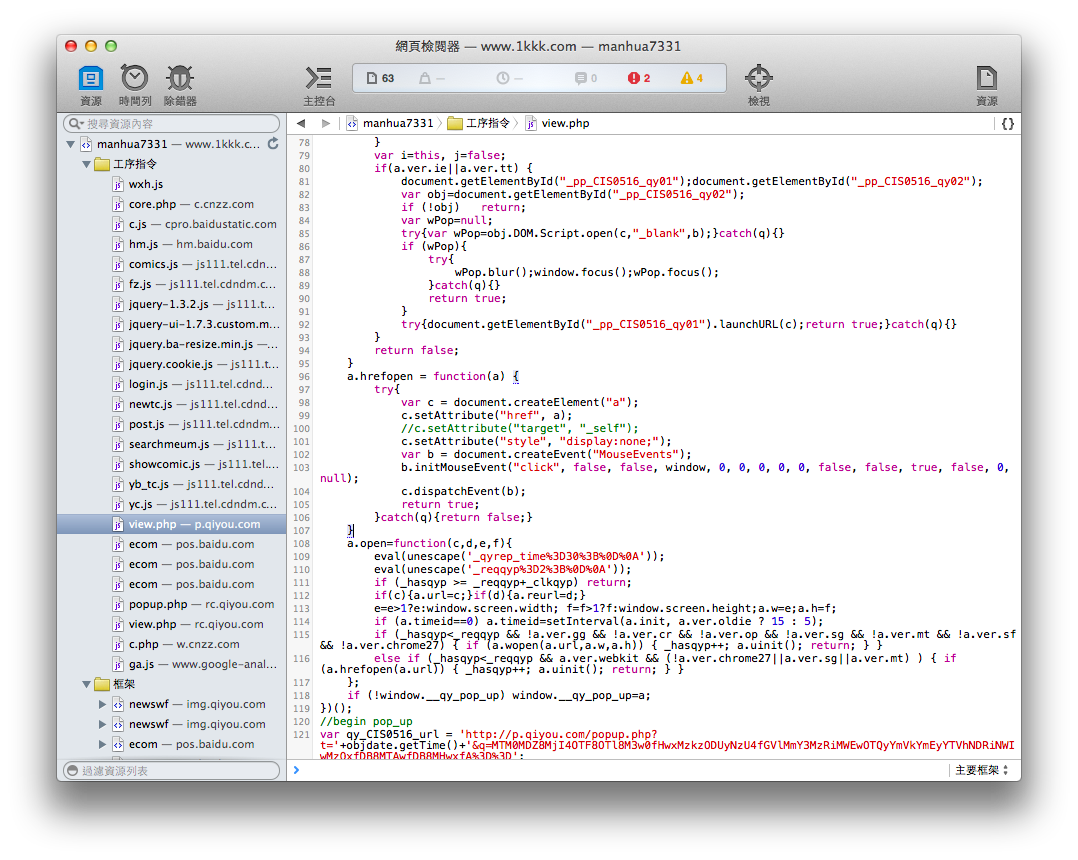 網頁檢閱器 — www.1kkk.com — manhua7331
63 — — 0 2 4
資源 時間列 除錯器 主控台 檢視 資源
搜尋資源內容
manhua7331 〉 工序指令 〉 view.php {}
manhua7331 — www.1kkk.c...
工序指令
wxh.js
core.php — c.cnzz.com
c.js — cpro.baidustatic.com
hm.js — hm.baidu.com
comics.js — js111.tel.cdn...
fz.js — js111.tel.cdndm.c...
jquery-1.3.2.js — js111.t...
jquery-ui-1.7.3.custom.m...
jquery.ba-resize.min.js —...
jquery.cookie.js — js111.t...
login.js — js111.tel.cdnd...
newtc.js — js111.tel.cdnd...
post.js — js111.tel.cdndm...
searchmeum.js — js111.t...
showcomic.js — js111.tel....
yb_tc.js — js111.tel.cdnd...
yc.js — js111.tel.cdndm.c...
view.php — p.qiyou.com
ecom — pos.baidu.com
ecom — pos.baidu.com
ecom — pos.baidu.com
popup.php — rc.qiyou.com
view.php — rc.qiyou.com
c.php — w.cnzz.com
ga.js — www.google-anal...
框架
newswf — img.qiyou.com
newswf — img.qiyou.com
ecom — pos.baidu.com
過濾資源列表
78 }
79 var i=this, j=false;
80 if(a.ver.ie||a.ver.tt) {
81 document.getElementById("_pp_CIS0516_qy01");document.getElementById("_pp_CIS0516_qy02");
82 var obj=document.getElementById("_pp_CIS0516_qy02");
83 if (!obj) return;
84 var wPop=null;
85 try{var wPop=obj.DOM.Script.open(c,"_blank",b);}catch(q){}
86 if (wPop){
87 try{
88 wPop.blur();window.focus();wPop.focus();
89 }catch(q){}
90 return true;
91 }
92 try{document.getElementById("_pp_CIS0516_qy01").launchURL(c);return true;}catch(q){}
93 }
94 return false;
95 }
96 a.hrefopen = function(a) {
97 try{
98 var c = document.createElement("a");
99 c.setAttribute("href", a);
100 //c.setAttribute("target", "_self");
101 c.setAttribute("style", "display:none;");
102 var b = document.createEvent("MouseEvents");
103 b.initMouseEvent("click", false, false, window, 0, 0, 0, 0, 0, false, false, true, false, 0,
null);
104 c.dispatchEvent(b);
105 return true;
106 }catch(q){return false;}
107 }
108 a.open=function(c,d,e,f){
109 eval(unescape('_qyrep_time%3D30%3B%0D%0A'));
110 eval(unescape('_reqqyp%3D2%3B%0D%0A'));
111 if (_hasqyp >= _reqqyp+_clkqyp) return;
112 if(c){a.url=c;}if(d){a.reurl=d;}
113 e=e>1?e:window.screen.width; f=f>1?f:window.screen.height;a.w=e;a.h=f;
114 if (a.timeid==0) a.timeid=setInterval(a.init, a.ver.oldie ? 15 : 5);
115 if (_hasqyp<_reqqyp && !a.ver.gg && !a.ver.cr && !a.ver.op && !a.ver.sg && !a.ver.mt && !a.ver.sf
&& !a.ver.chrome27) { if (a.wopen(a.url,a.w,a.h)) { _hasqyp++; a.uinit(); return; } }
116 else if (_hasqyp<_reqqyp && a.ver.webkit && (!a.ver.chrome27||a.ver.sg||a.ver.mt) ) { if
(a.hrefopen(a.url)) { _hasqyp++; a.uinit(); return; } }
117 };
118 if (!window.__qy_pop_up) window.__qy_pop_up=a;
119 })();
120 //begin pop_up
121 var qy_CIS0516_url = 'http://p.qiyou.com/popup.php?
t='+objdate.getTime()+'&q=MTM0MDZ8MjI4OTF8OTl8M3w0fHwxMzkzODUyNzU4fGVlMmY3MzRiMWEwOTQyYmVkYmEyYTVhNDRiNWI
wMzQxfDB8MTAwfDB8MHwxfA%3D%3D';
主要框架